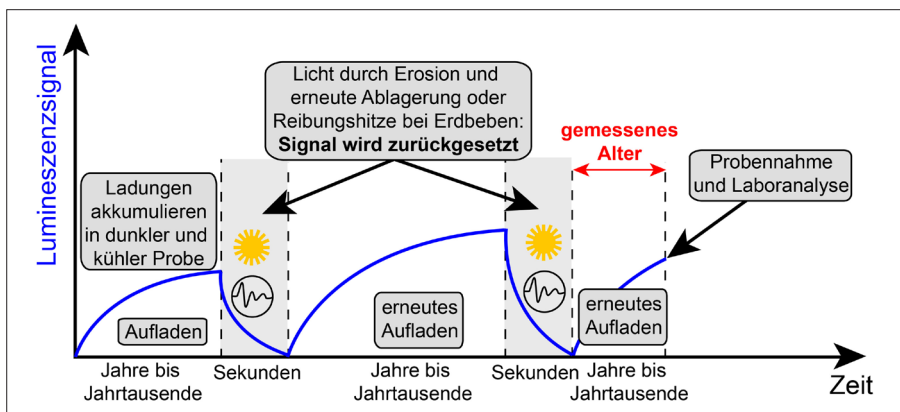 Lumineszenzsignal
Licht durch Erosion und
erneute Ablagerung oder
Reibungshitze bei Erdbeben:
Signal wird zurückgesetzt
gemessenes
Alter
Probennahme
und Laboranalyse
Ladungen
akkumulieren
in dunkler und
kühler Probe
Aufladen
erneutes
Aufladen
erneutes
Aufladen
Jahre bis
Jahrtausende
Sekunden
Jahre bis
Jahrtausende
Sekunden
Jahre bis
Jahrtausende
Zeit